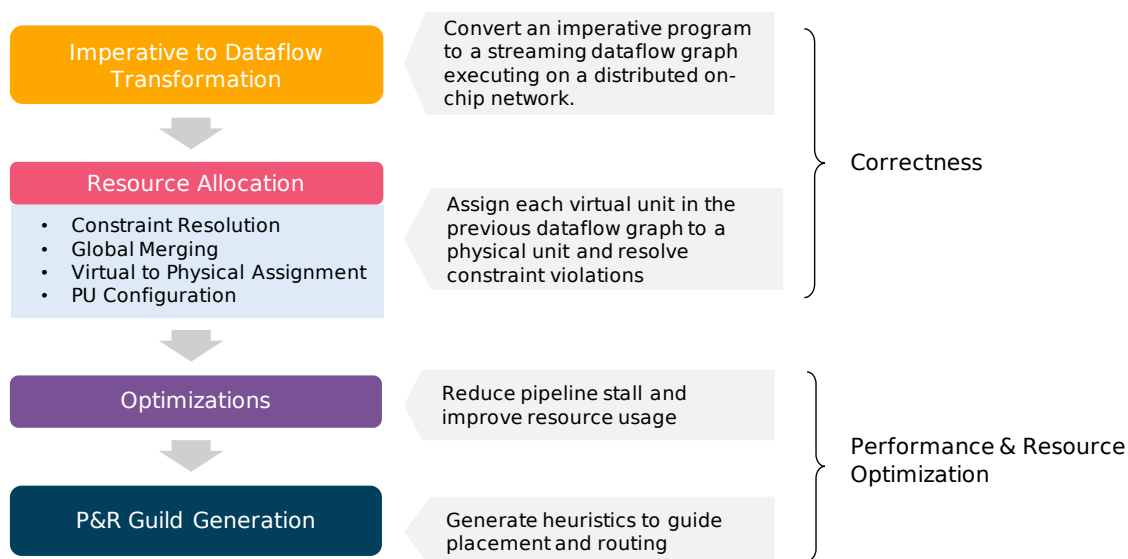 Imperative to Dataflow
Transformation
Convert an imperative program
to a streaming dataflow graph
executing on a distributed on-
chip network.
Correctness
Resource Allocation
• Constraint Resolution
• Global Merging
• Virtual to Physical Assignment
• PU Configuration
Assign each virtual unit in the
previous dataflow graph to a
physical unit and resolve
constraint violations
Optimizations
Reduce pipeline stall and
improve resource usage
Performance & Resource
Optimization
P&R Guild Generation
Generate heuristics to guide
placement and routing